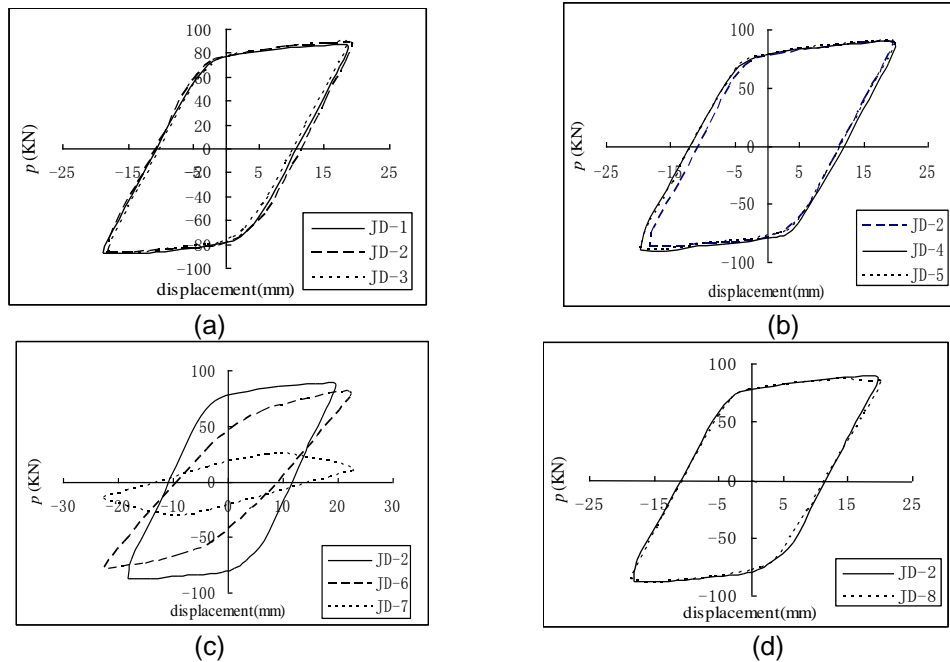 100
80
60
40
20
0
-20
-40
-60
-80
-100
-25 -15 -5 5 15 25
p (KN)
displacement(mm)
JD-1
JD-2
JD-3
(a)
100
50
0
-50
-100
-25 -15 -5 5 15 25
p (KN)
displacement(mm)
JD-2
JD-4
JD-5
(b)
100
50
0
-50
-100
-30 -20 -10 0 10 20 30
p (KN)
displacement(mm)
JD-2
JD-6
JD-7
(c)
100
50
0
-50
-100
-25 -15 -5 5 15 25
p (KN)
displacement(mm)
JD-2
JD-8
(d)